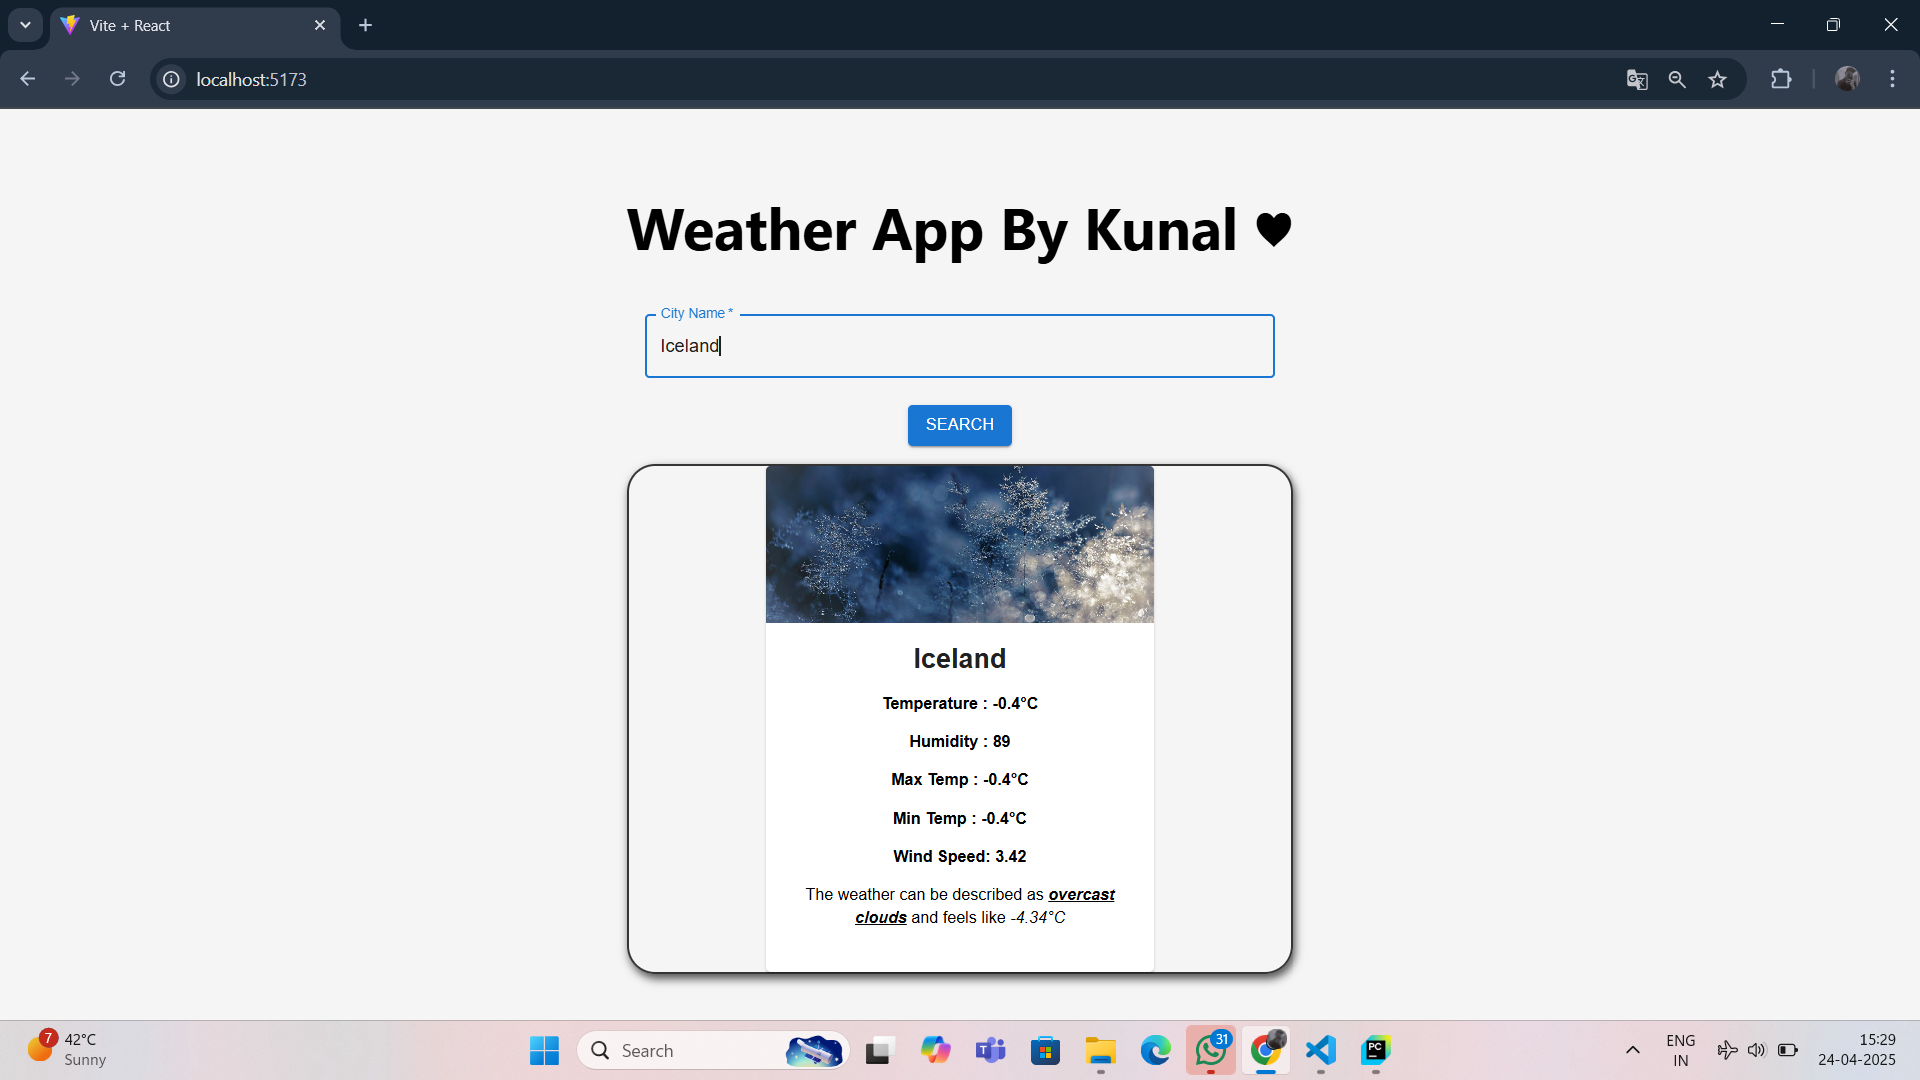 Vite + React
localhost:5173
Weather App By Kunal ♥
City Name *
Iceland
SEARCH
Iceland
Temperature : -0.4°C
Humidity : 89
Max Temp : -0.4°C
Min Temp : -0.4°C
Wind Speed: 3.42
The weather can be described as overcast
clouds and feels like -4.34°C
7
42°C
Sunny
Search
31
PC
ENG
IN
15:29
24-04-2025